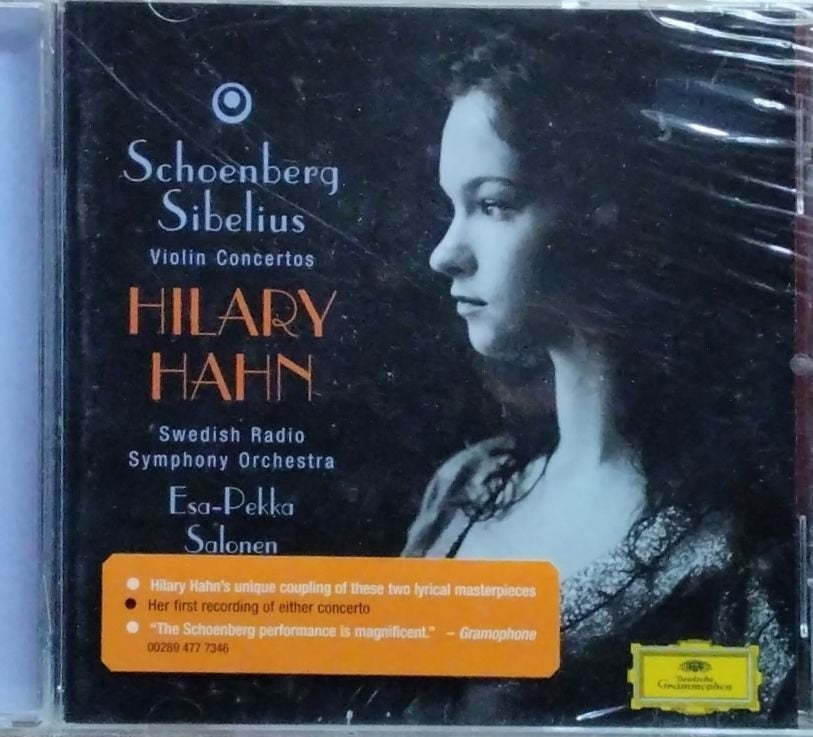 Schoenberg
Sibelius
Violin Concertos
HILARY
HAHN
Swedish Radio
Symphony Orchestra
Esa-Pekka
Salonen
Hilary Hahn's unique coupling of these two lyrical masterpieces
Her first recording of either concerto
"The Schoenberg performance is magnificent." – Gramophone
00289 477 7346
Deutsche
Grammophon